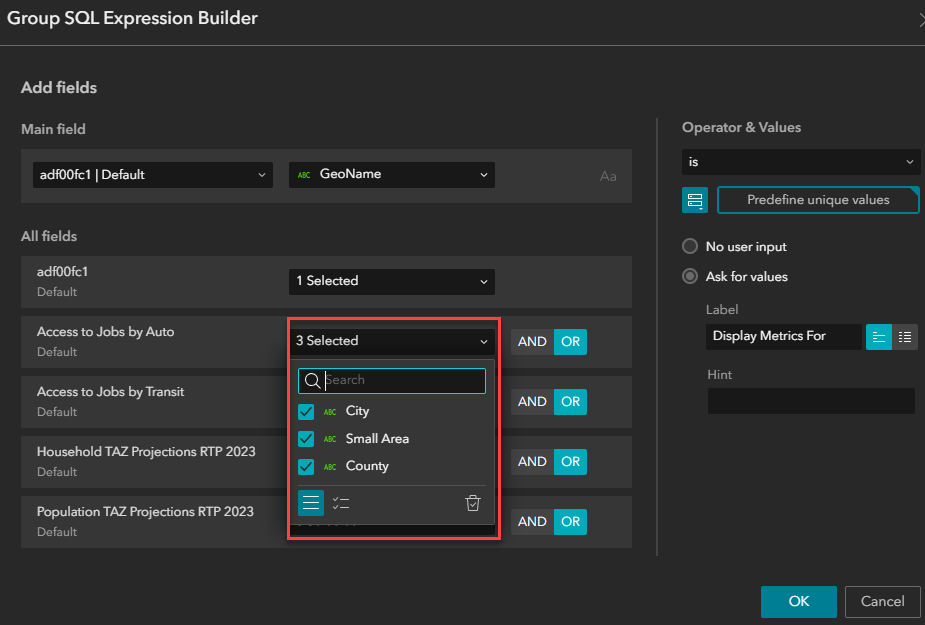 Group SQL Expression Builder
Add fields
Main field
adf00fc1 | Default
ABC GeoName
Aa
All fields
adf00fc1
Default
1 Selected
Access to Jobs by Auto
Default
3 Selected
AND OR
Search
ABC City
ABC Small Area
ABC County
Access to Jobs by Transit
Default
AND OR
Household TAZ Projections RTP 2023
Default
AND OR
Population TAZ Projections RTP 2023
Default
AND OR
Operator & Values
is
Predefine unique values
No user input
Ask for values
Label
Display Metrics For
Hint
OK
Cancel